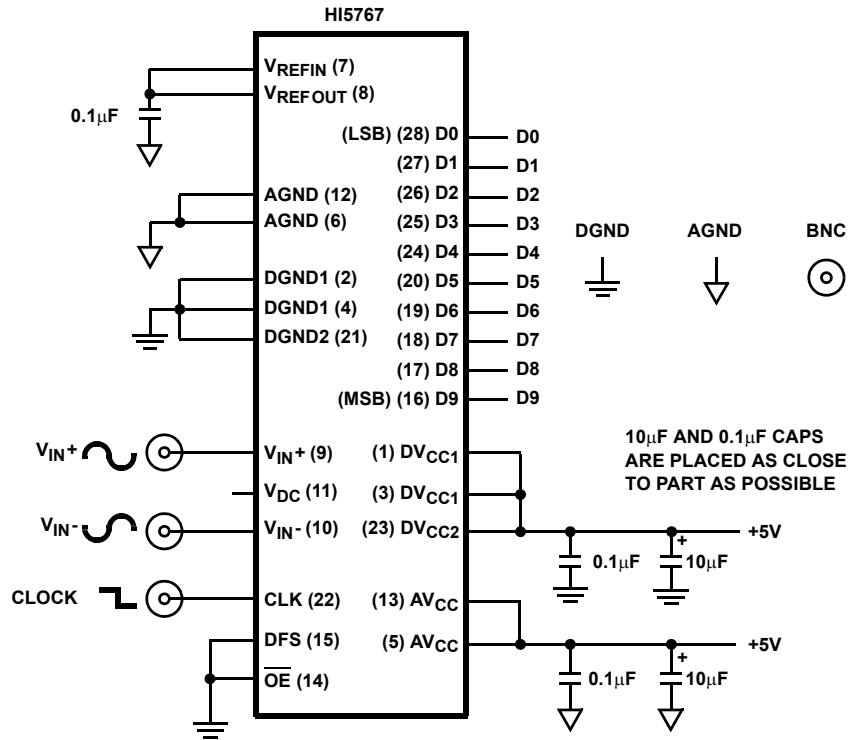 HI5767
VREFIN (7)
VREFOUT (8)
0.1μF
(LSB) (28) D0
D0
(27) D1
D1
AGND (12)
(26) D2
D2
AGND (6)
(25) D3
D3
DGND
AGND
BNC
(24) D4
D4
DGND1 (2)
(20) D5
D5
DGND1 (4)
(19) D6
D6
DGND2 (21)
(18) D7
D7
(17) D8
D8
(MSB) (16) D9
D9
10μF AND 0.1μF CAPS
ARE PLACED AS CLOSE
TO PART AS POSSIBLE
VIN+
VIN+ (9)
(1) DVCC1
VDC (11)
(3) DVCC1
VIN-
VIN- (10)
(23) DVCC2
+5V
+
0.1μF
10μF
CLOCK
CLK (22)
(13) AVCC
DFS (15)
(5) AVCC
+5V
+
OE (14)
0.1μF
10μF